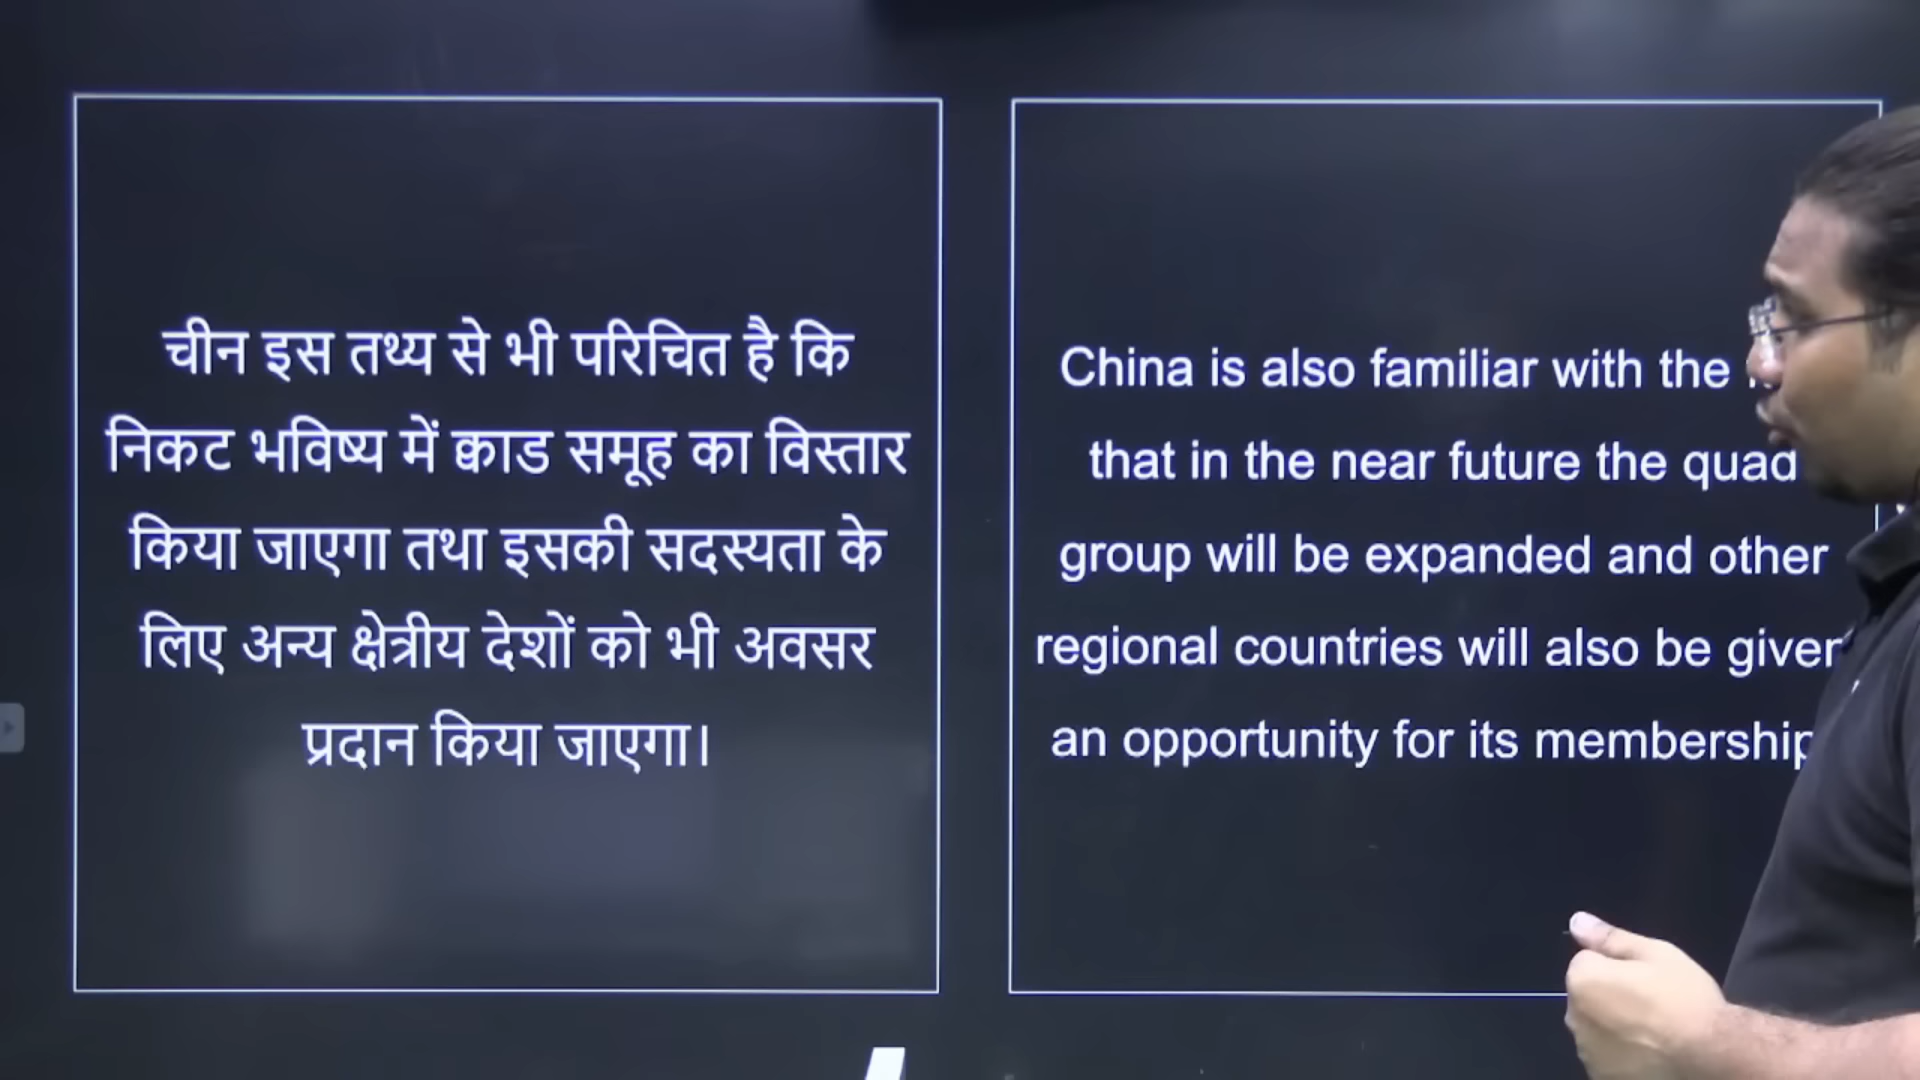 चीन इस तथ्य से भी परिचित है कि
निकट भविष्य में क्वाड समूह का विस्तार
किया जाएगा तथा इसकी सदस्यता के
लिए अन्य क्षेत्रीय देशों को भी अवसर
प्रदान किया जाएगा।
China is also familiar with the
that in the near future the quad
group will be expanded and other
regional countries will also be given
an opportunity for its membership